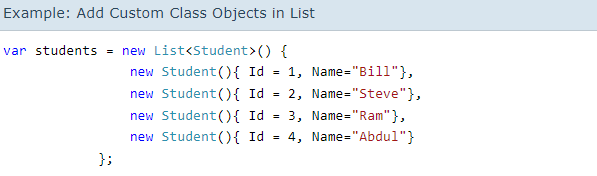 Example: Add Custom Class Objects in List
var students = new List<Student>() {
new Student(){ Id = 1, Name="Bill"},
new Student(){ Id = 2, Name="Steve"},
new Student(){ Id = 3, Name="Ram"},
new Student(){ Id = 4, Name="Abdul"}
};